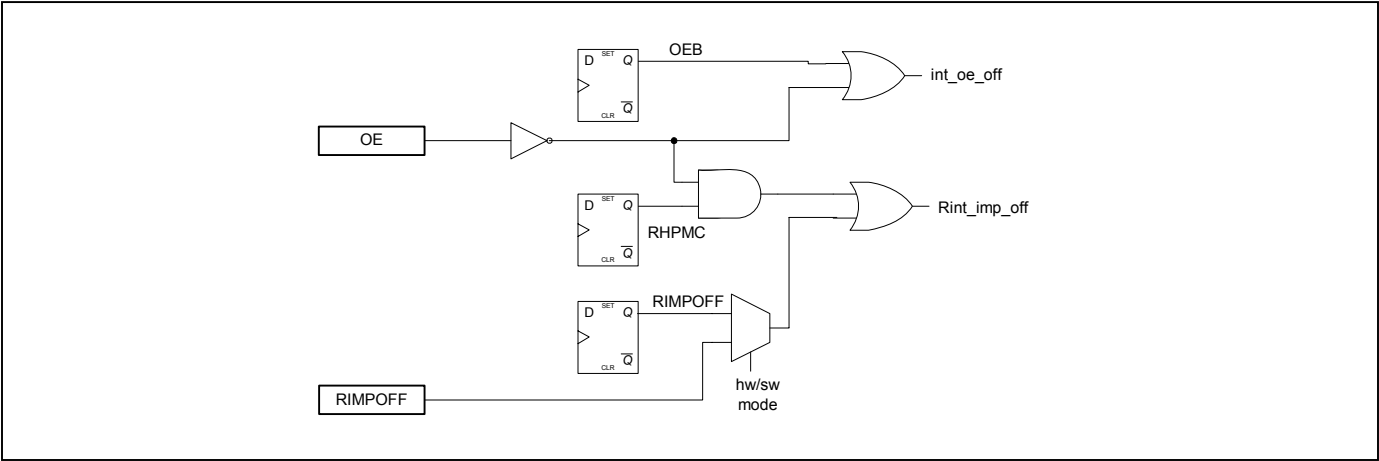 OEB
SET
D Q
Q
CLR
int_oe_off
OE
SET
D Q
Q
CLR
RHPMC
Rint_imp_off
RIMPOFF
SET
D Q
Q
CLR
hw/sw
mode
RIMPOFF